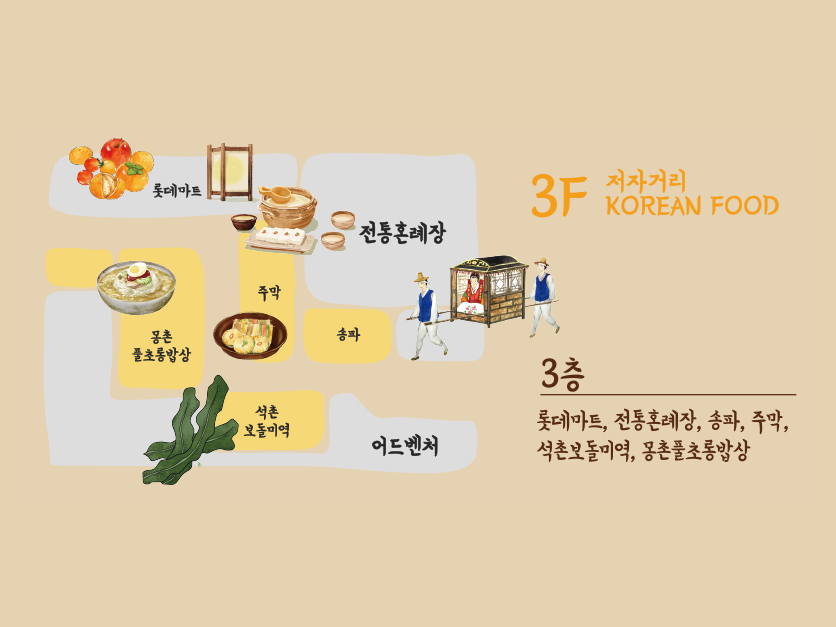 롯데마트
전통혼례장
주막
몽촌
풀초롱밥상
송파
석촌
보돌미역
어드벤처
3F 저자거리
KOREAN FOOD
3층
롯데마트, 전통혼례장, 송파, 주막,
석촌보돌미역, 몽촌풀초롱밥상